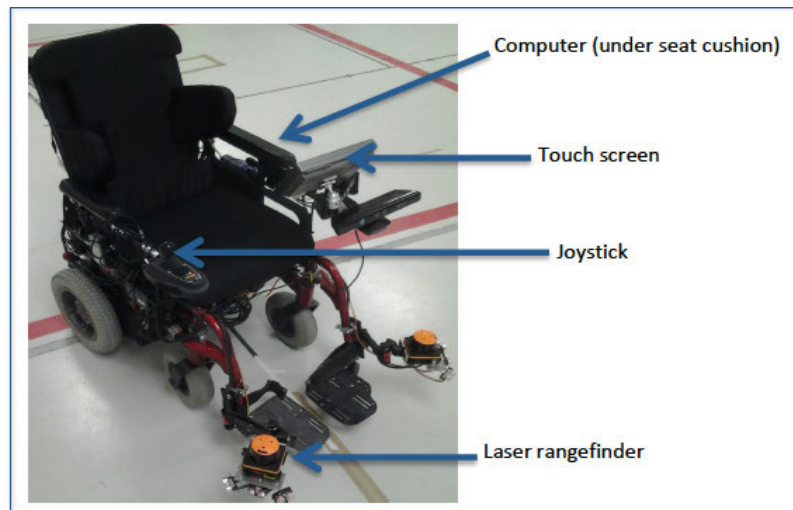 Computer (under seat cushion)
Touch screen
Joystick
Laser rangefinder